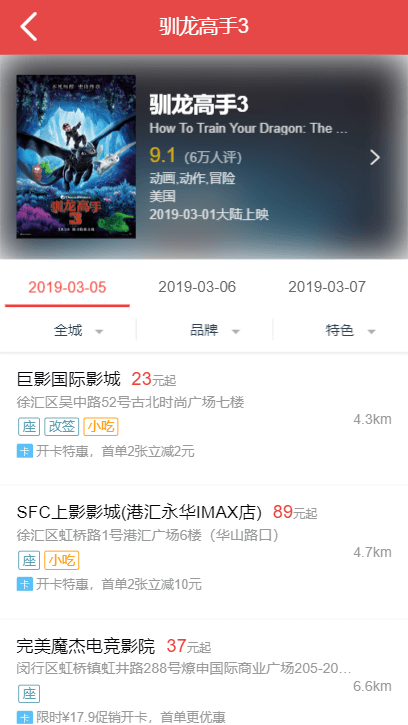 驯龙高手3
驯龙高手3
驯龙高手3
How To Train Your Dragon: The ...
9.1 (6万人评)
动画,动作,冒险
美国
2019-03-01大陆上映
2019-03-05 2019-03-06 2019-03-07
全城 品牌 特色
巨影国际影城 23元起
徐汇区吴中路52号古北时尚广场七楼
4.3km
座 改签 小吃
卡 开卡特惠，首单2张立减2元
SFC上影影城(港汇永华IMAX店) 89元起
徐汇区虹桥路1号港汇广场6楼（华山路口）
4.7km
座 小吃
卡 开卡特惠，首单2张立减10元
完美魔杰电竞影院 37元起
闵行区虹桥镇虹井路288号燎申国际商业广场205-20...
6.6km
座
卡 限时¥17.9促销开卡，首单更优惠